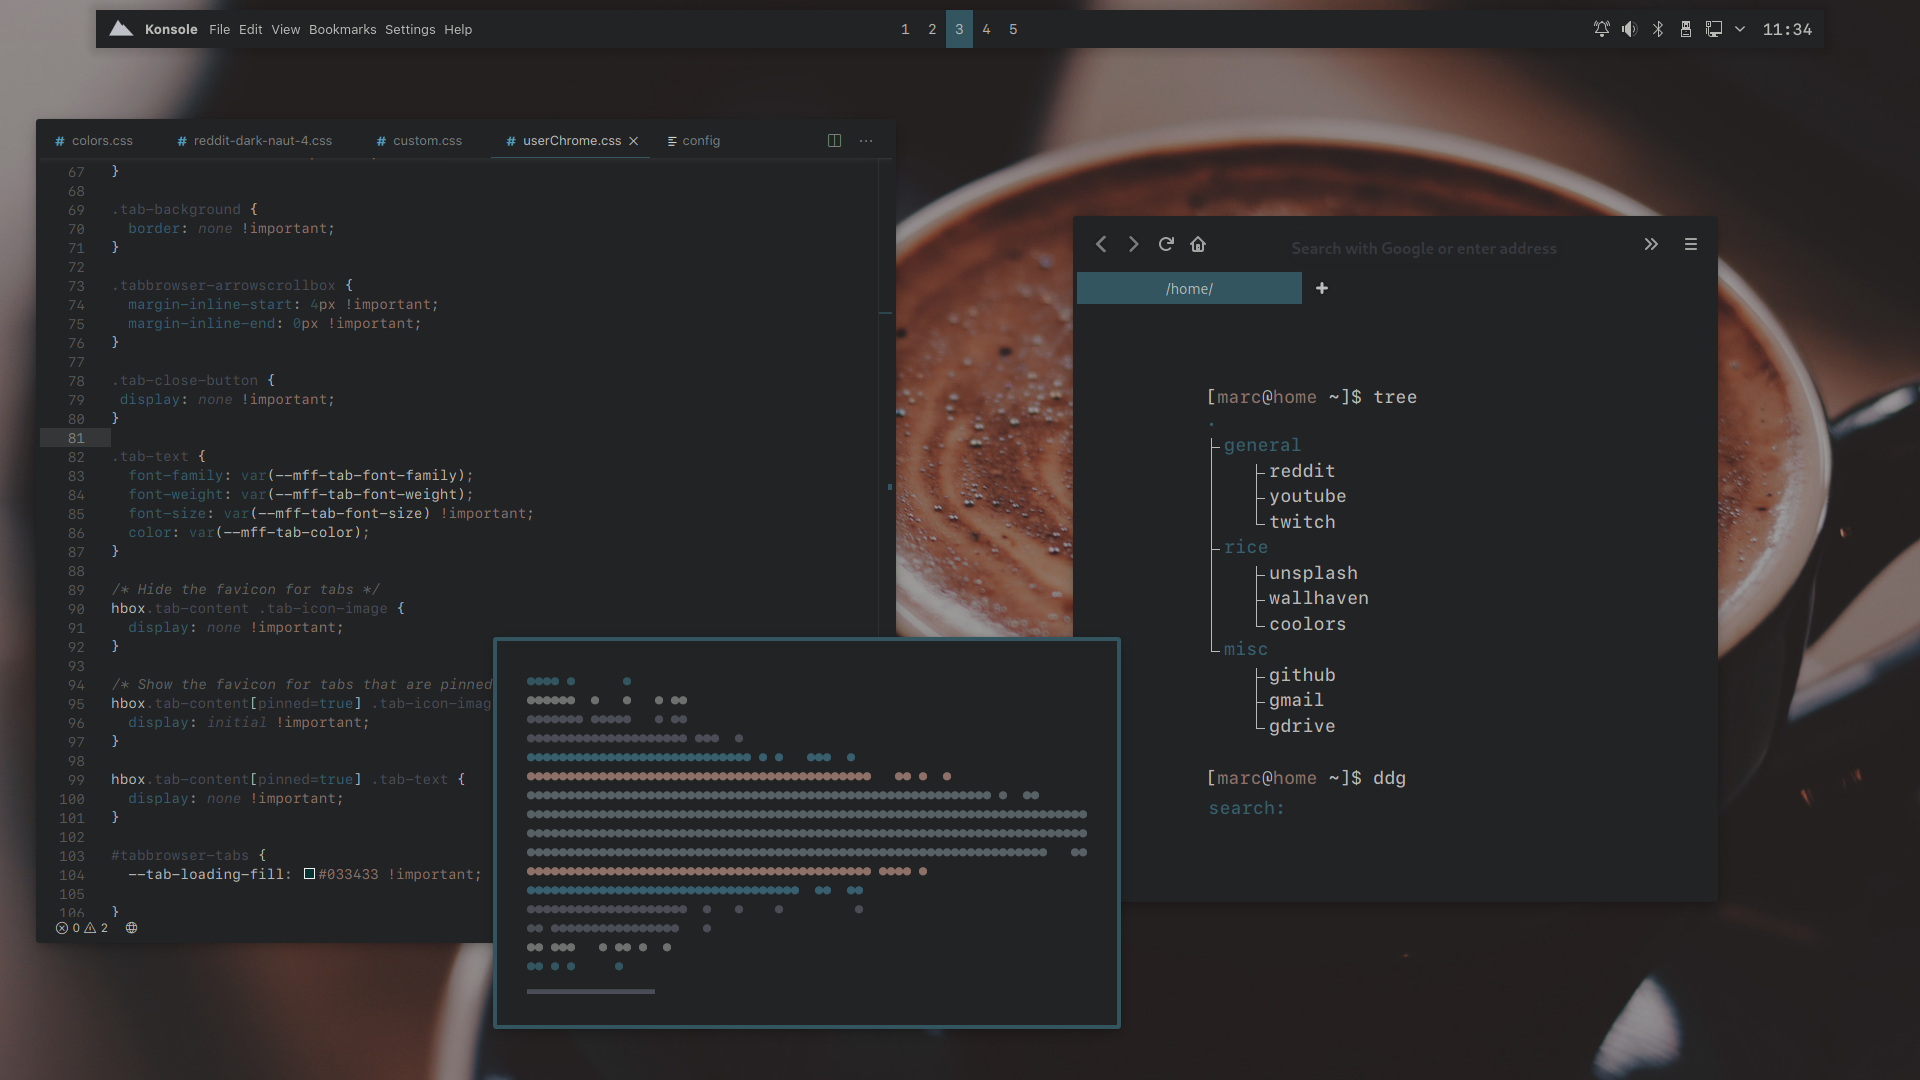 Konsole File Edit View Bookmarks Settings Help
1 2 3 4 5
11:34
# colors.css # reddit-dark-naut-4.css # custom.css # userChrome.css config
67 }
68
69 .tab-background {
70 border: none !important;
71 }
72
73 .tabbrowser-arrowscrollbox {
74 margin-inline-start: 4px !important;
75 margin-inline-end: 0px !important;
76 }
77
78 .tab-close-button {
79 display: none !important;
80 }
81
82 .tab-text {
83 font-family: var(--mff-tab-font-family);
84 font-weight: var(--mff-tab-font-weight);
85 font-size: var(--mff-tab-font-size) !important;
86 color: var(--mff-tab-color);
87 }
88
89 /* Hide the favicon for tabs */
90 hbox.tab-content .tab-icon-image {
91 display: none !important;
92 }
93
94 /* Show the favicon for tabs that are pinned
95 hbox.tab-content[pinned=true] .tab-icon-imag
96 display: initial !important;
97 }
98
99 hbox.tab-content[pinned=true] .tab-text {
100 display: none !important;
101 }
102
103 #tabbrowser-tabs {
104 --tab-loading-fill: #033433 !important;
105
106 }
0 2
Search with Google or enter address
/home/
[marc@home ~]$ tree
.
general
reddit
youtube
twitch
rice
unsplash
wallhaven
coolors
misc
github
gmail
gdrive
[marc@home ~]$ ddg
search: